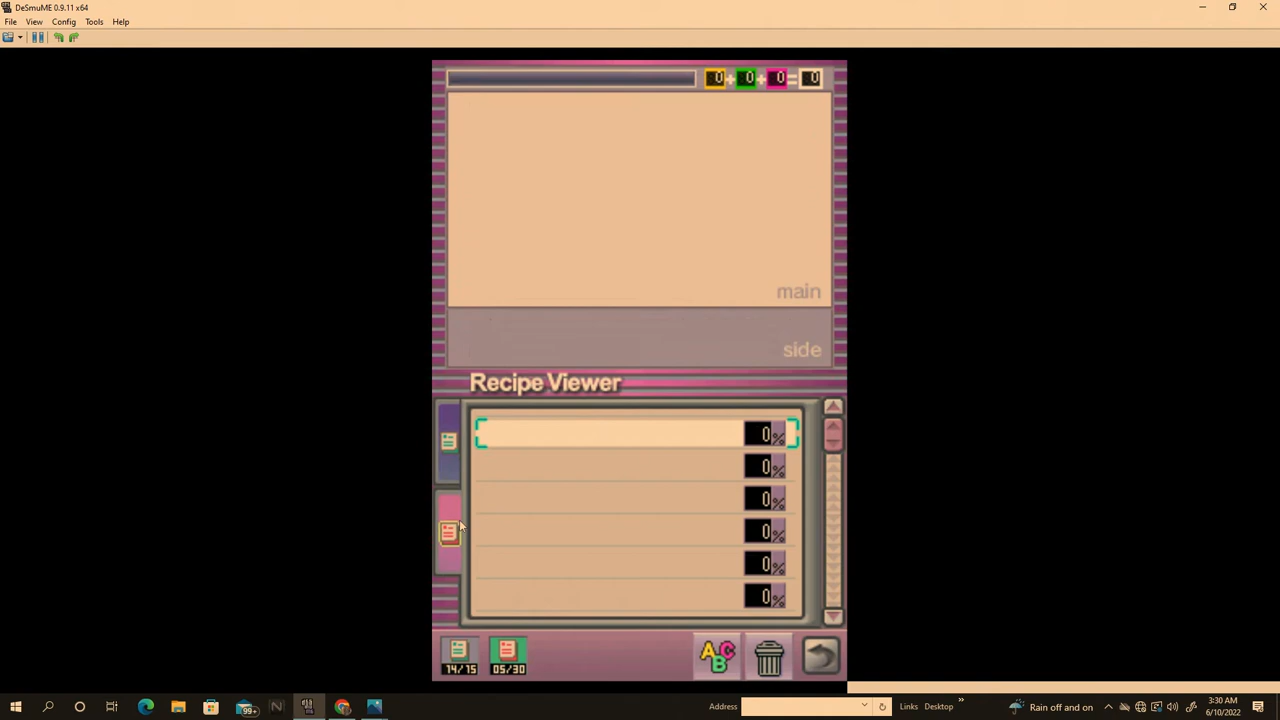 DeSmuME 0.9.11 x64
File View Config Tools Help
0 + 0 + 0 = 0
main
side
Recipe Viewer
0%
0%
0%
0%
0%
0%
14/15 05/30 ABC
99+ N Address Links Desktop Rain off and on 3:30 AM
6/10/2022